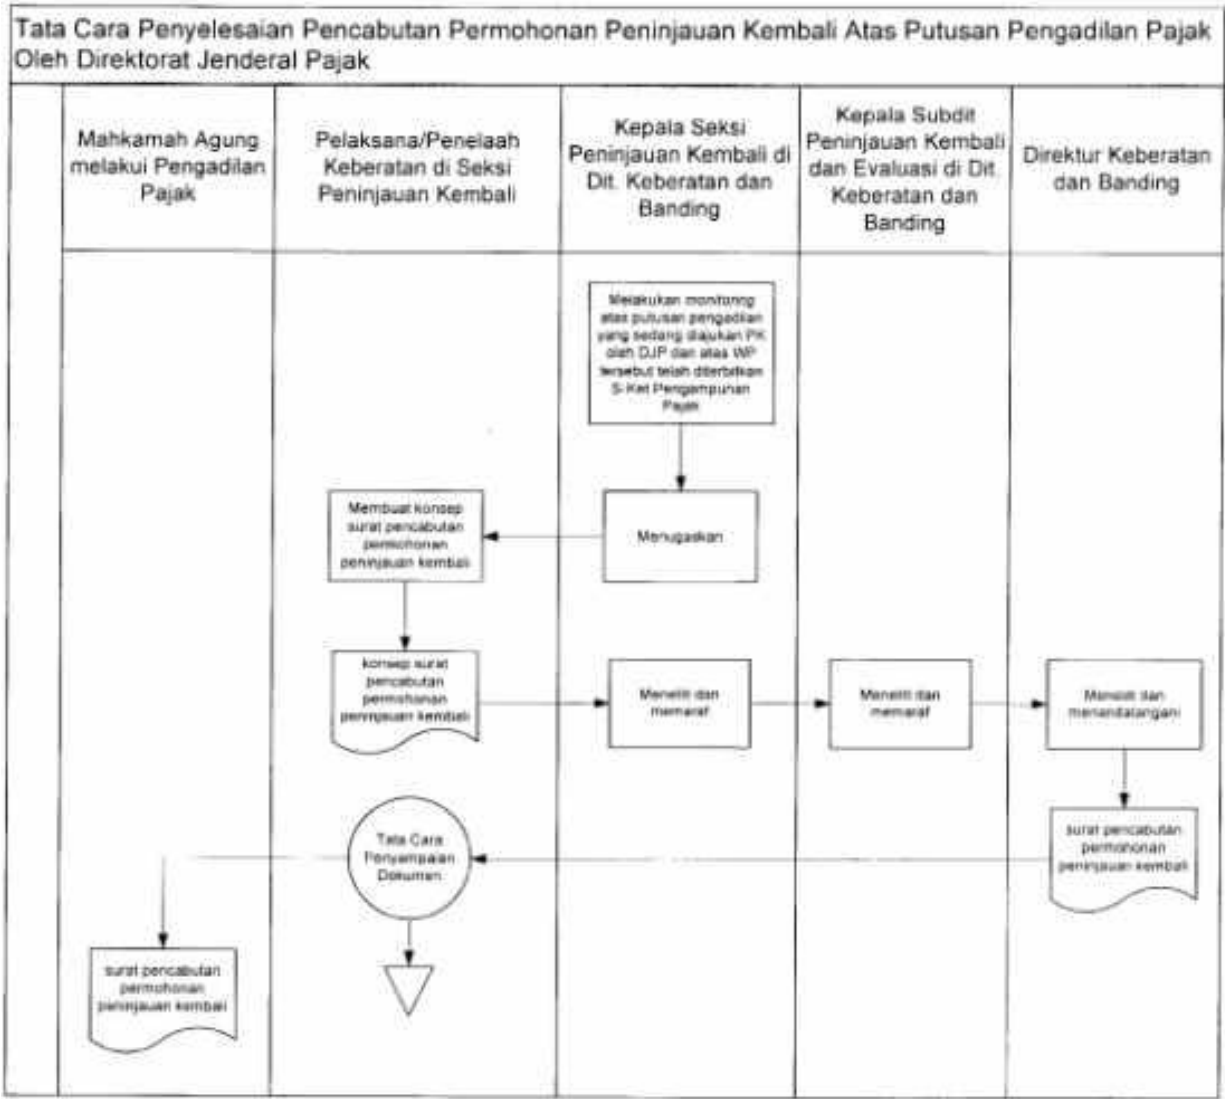 Tata Cara Penyelesaian Pencabutan Permohonan Peninjauan Kembali Atas Putusan Pengadilan Pajak
Oleh Direktorat Jenderal Pajak
Mahkamah Agung
melakui Pengadilan
Pajak
Pelaksana/Penelaah
Keberatan di Seksi
Peninjauan Kembali
Kepala Seksi
Peninjauan Kembali di
Dit. Keberatan dan
Banding
Kepala Subdit
Peninjauan Kembali
dan Evaluasi di Dit.
Keberatan dan
Banding
Direktur Keberatan
dan Banding
Melakukan monitoring
atas putusan pengadilan
yang sedang diajukan PK
oleh DJP dan atas WP
tersebut telah diterbitkan
S-Ket Pengampunan
Pajak
Membuat konsep
surat pencabutan
permohonan
peninjauan kembali
Menugaskan
konsep surat
pencabutan
permohonan
peninjauan kembali
Meneliti dan
memaraf
Meneliti dan
memaraf
Meneliti dan
menandatangani
Tata Cara
Penyampaian
Dokumen
surat pencabutan
permohonan
peninjauan kembali
surat pencabutan
permohonan
peninjauan kembali